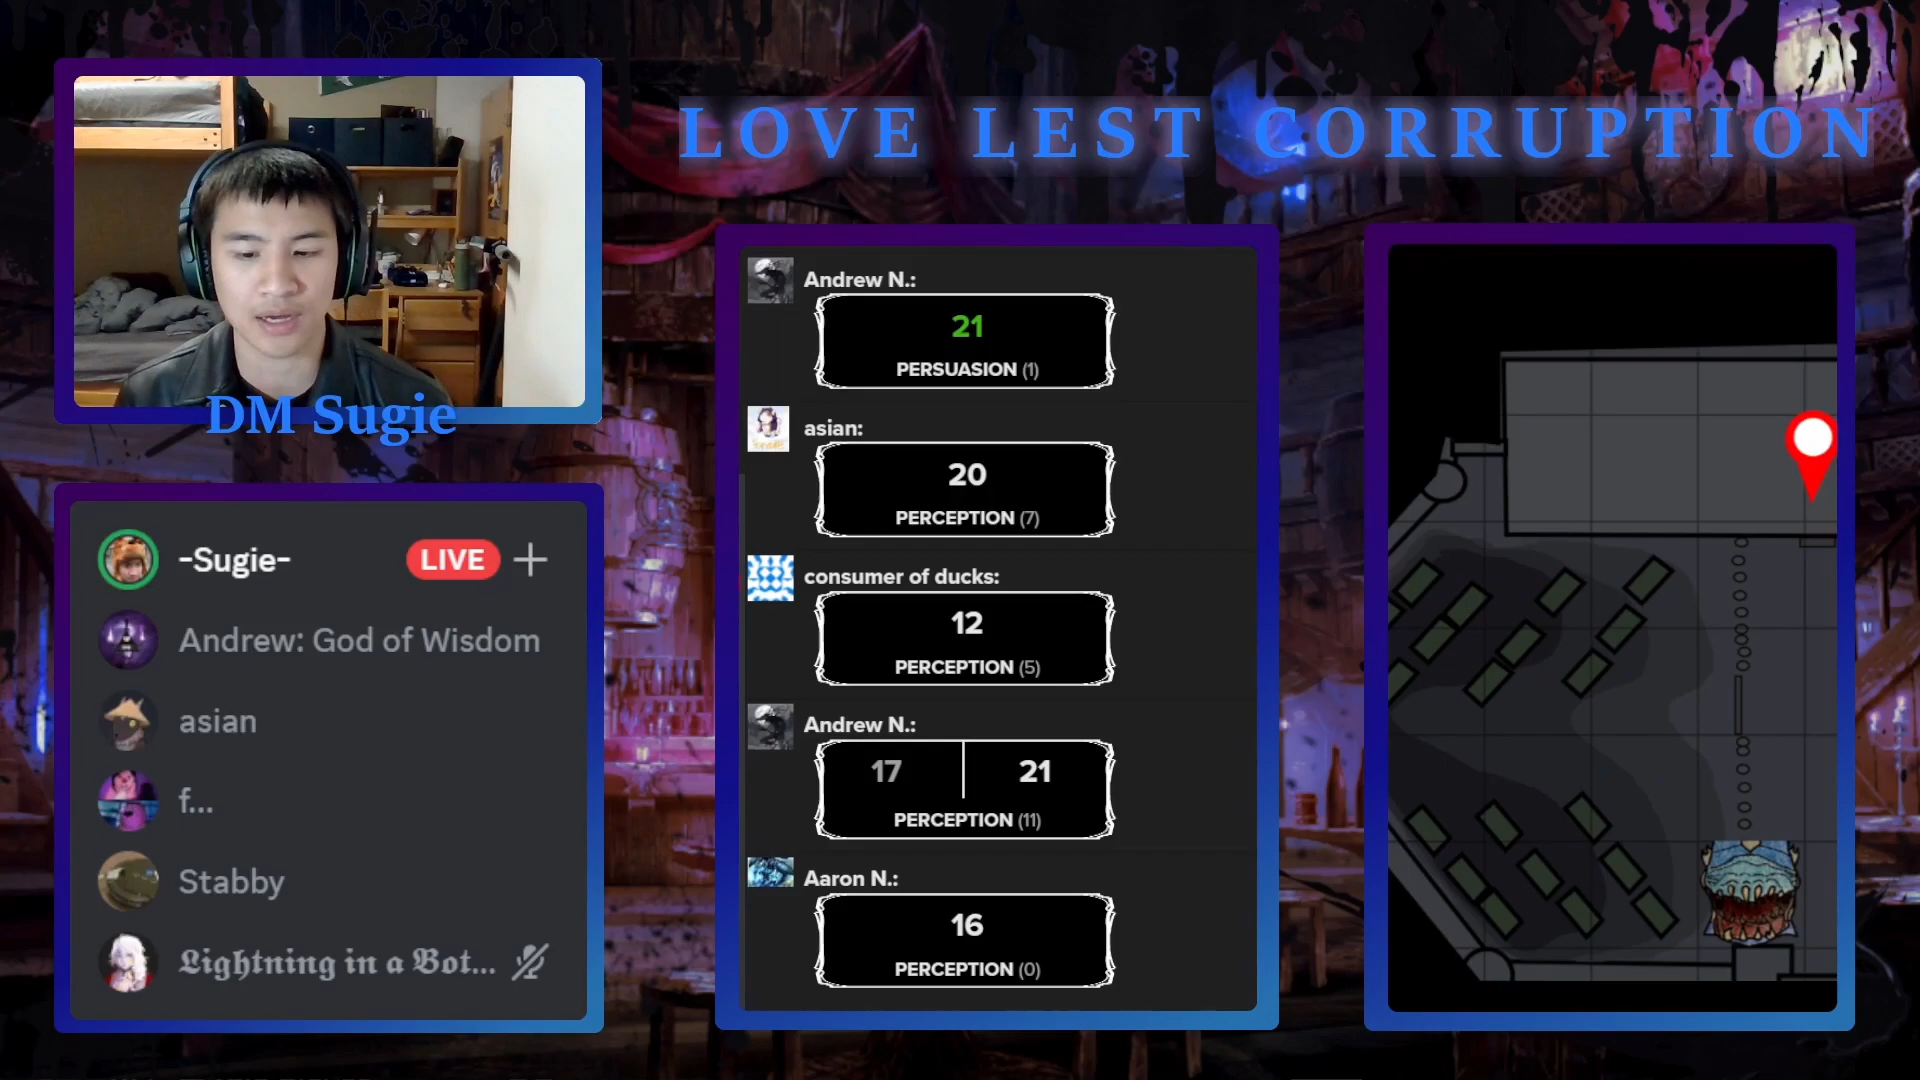 LOVE LEST CORRUPTION
DM Sugie
-Sugie-
LIVE
Andrew: God of Wisdom
asian
f...
Stabby
𝕷𝖎𝖌𝖍𝖙𝖓𝖎𝖓𝖌 𝖎𝖓 𝖆 𝕭𝖔𝖙...
Andrew N.:
21
PERSUASION (1)
asian:
20
PERCEPTION (7)
consumer of ducks:
12
PERCEPTION (5)
Andrew N.:
17 21
PERCEPTION (11)
Aaron N.:
16
PERCEPTION (0)